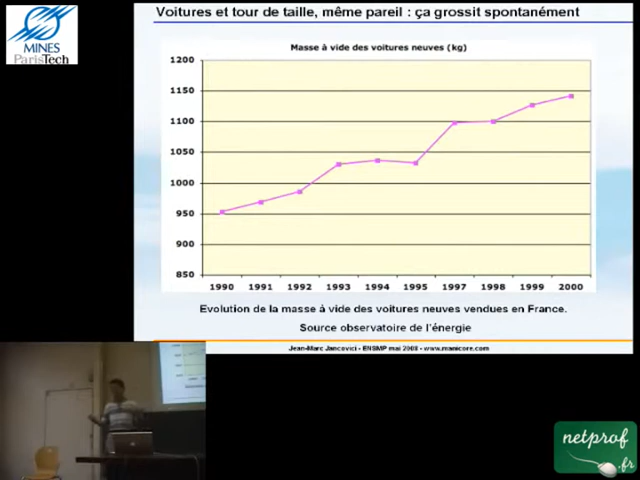 MINES
ParisTech
Voitures et tour de taille, même pareil : ça grossit spontanément
Masse à vide des voitures neuves (kg)
1200
1150
1100
1050
1000
950
900
850
1990 1991 1992 1993 1994 1995 1997 1998 1999 2000
Evolution de la masse à vide des voitures neuves vendues en France.
Source observatoire de l'énergie
Jean-Marc Jancovici - ENSMP mai 2008 - www.manicore.com
netprof
.fr